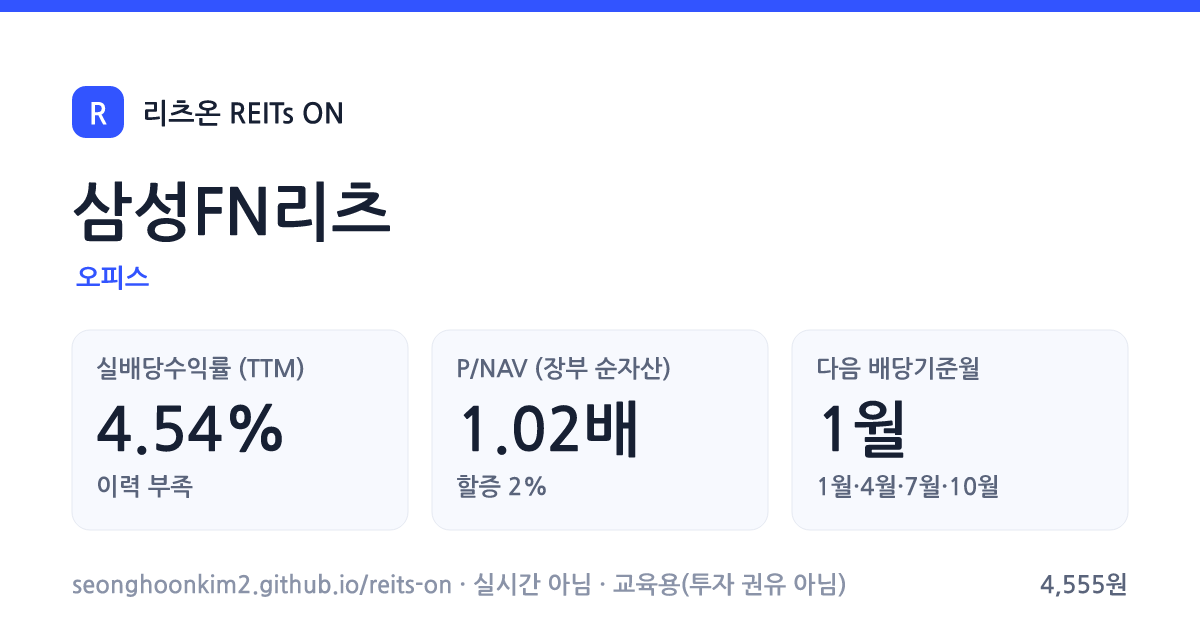 R 리츠온 REITs ON
삼성FN리츠
오피스
실배당수익률 (TTM)
4.54%
이력 부족
P/NAV (장부 순자산)
1.02배
할증 2%
다음 배당기준월
1월
1월·4월·7월·10월
seonghoonkim2.github.io/reits-on · 실시간 아님 · 교육용(투자 권유 아님)
4,555원